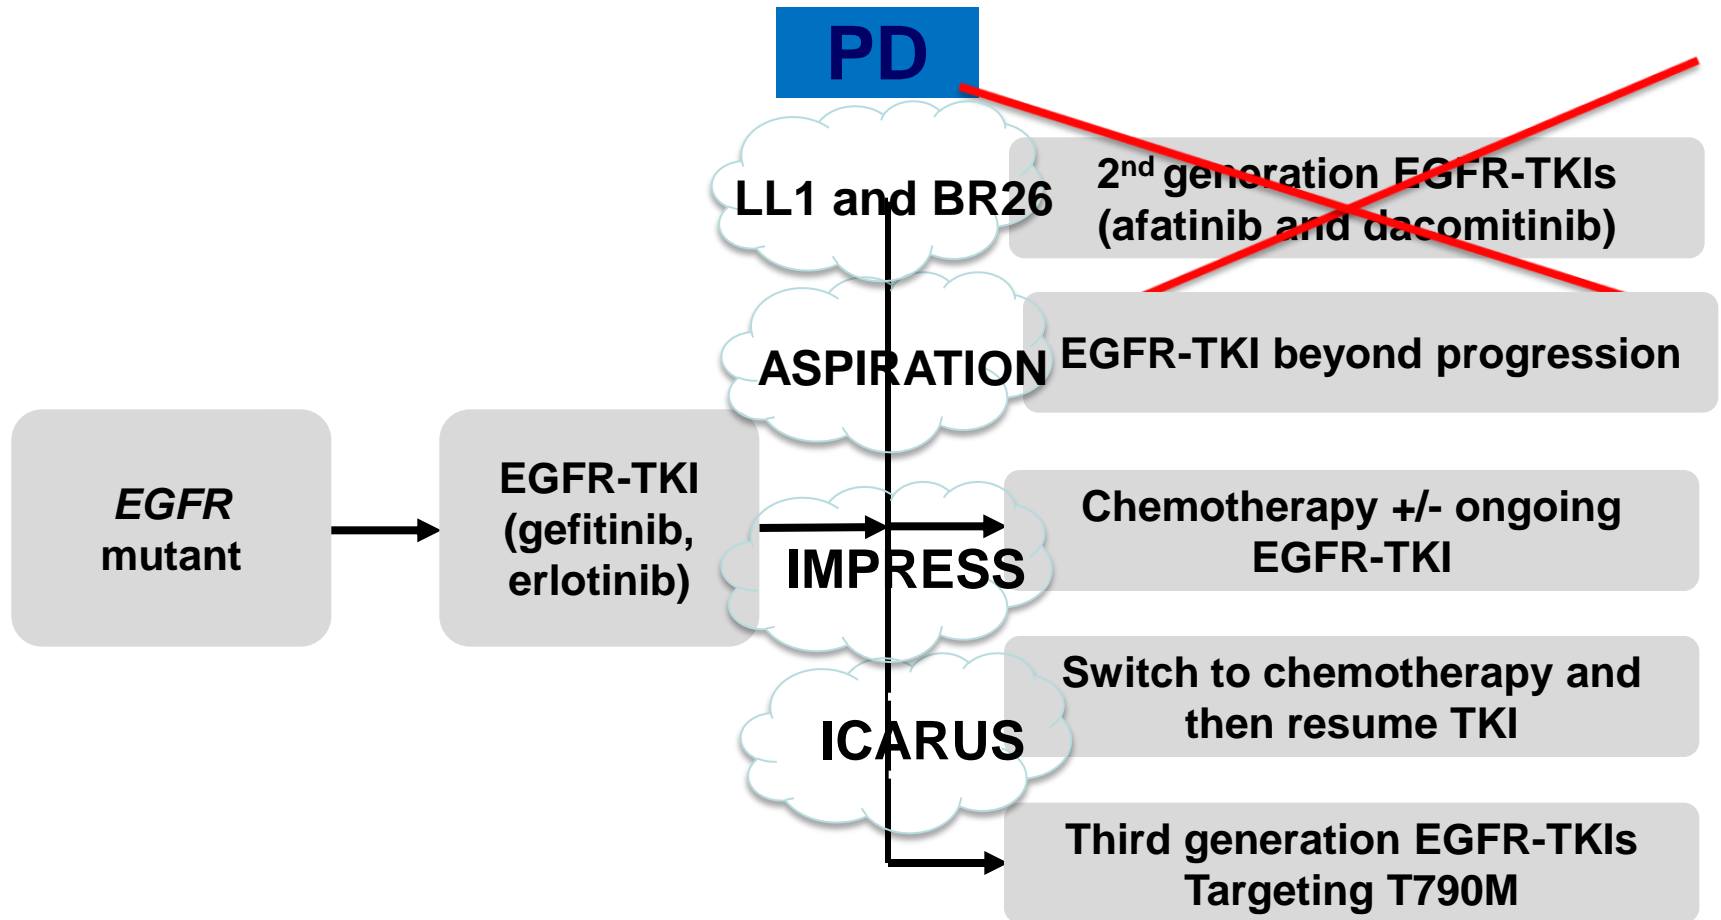 PD
LL1 and BR26
2nd generation EGFR-TKIs
(afatinib and dacomitinib)
ASPIRATION
EGFR-TKI beyond progression
EGFR
mutant
EGFR-TKI
(gefitinib,
erlotinib)
IMPRESS
Chemotherapy +/- ongoing
EGFR-TKI
ICARUS
Switch to chemotherapy and
then resume TKI
Third generation EGFR-TKIs
Targeting T790M